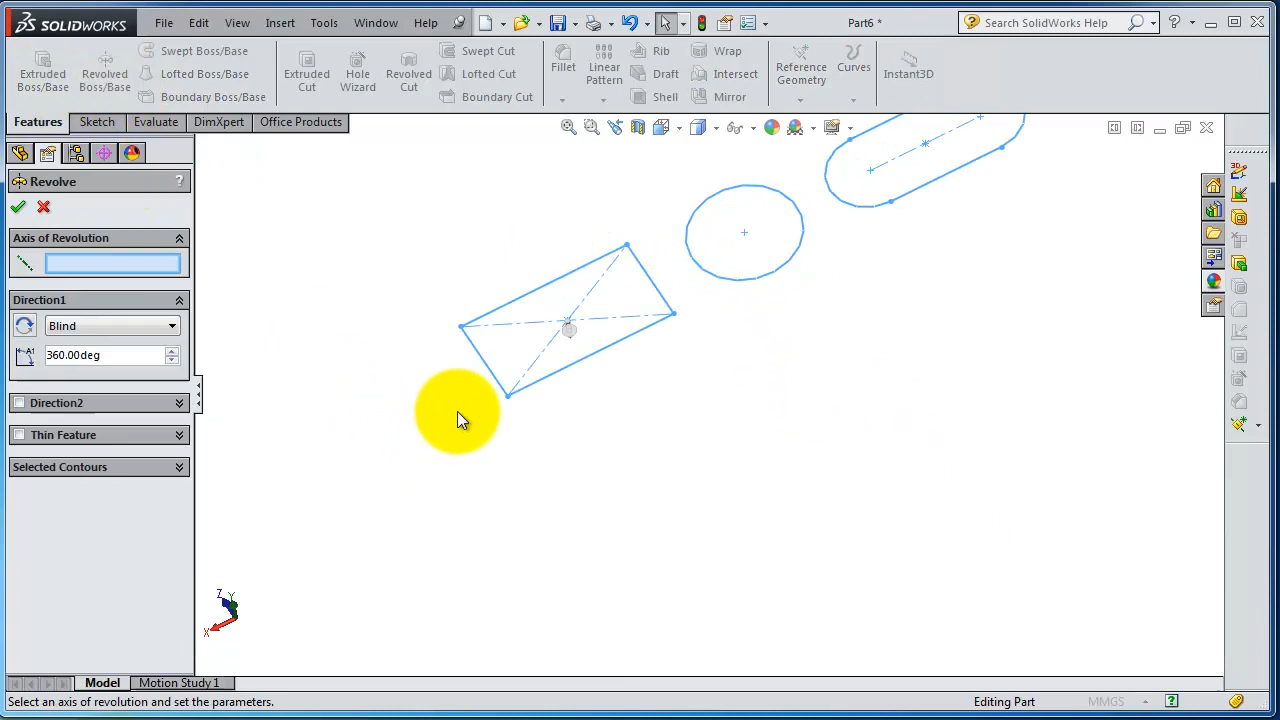 SOLIDWORKS File Edit View Insert Tools Window Help Part6 * Search SolidWorks Help ?
Extruded Boss/Base
Revolved Boss/Base
Swept Boss/Base
Lofted Boss/Base
Boundary Boss/Base
Extruded Cut
Hole Wizard
Revolved Cut
Swept Cut
Lofted Cut
Boundary Cut
Fillet
Linear Pattern
Rib
Draft
Shell
Wrap
Intersect
Mirror
Reference Geometry
Curves
Instant3D
Features Sketch Evaluate DimXpert Office Products
Revolve ?
Axis of Revolution
Direction1
Blind
A1
360.00deg
Direction2
Thin Feature
Selected Contours
3D
Z Y
X
Model Motion Study 1
Select an axis of revolution and set the parameters. Editing Part MMGS ?